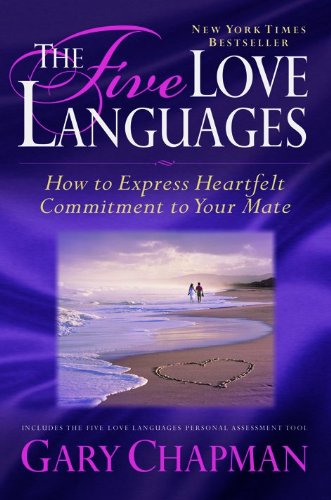 NEW YORK TIMES
BESTSELLER
THE Five LOVE
LANGUAGES
How to Express Heartfelt
Commitment to Your Mate
INCLUDES THE FIVE LOVE LANGUAGES PERSONAL ASSESSMENT TOOL
GARY CHAPMAN